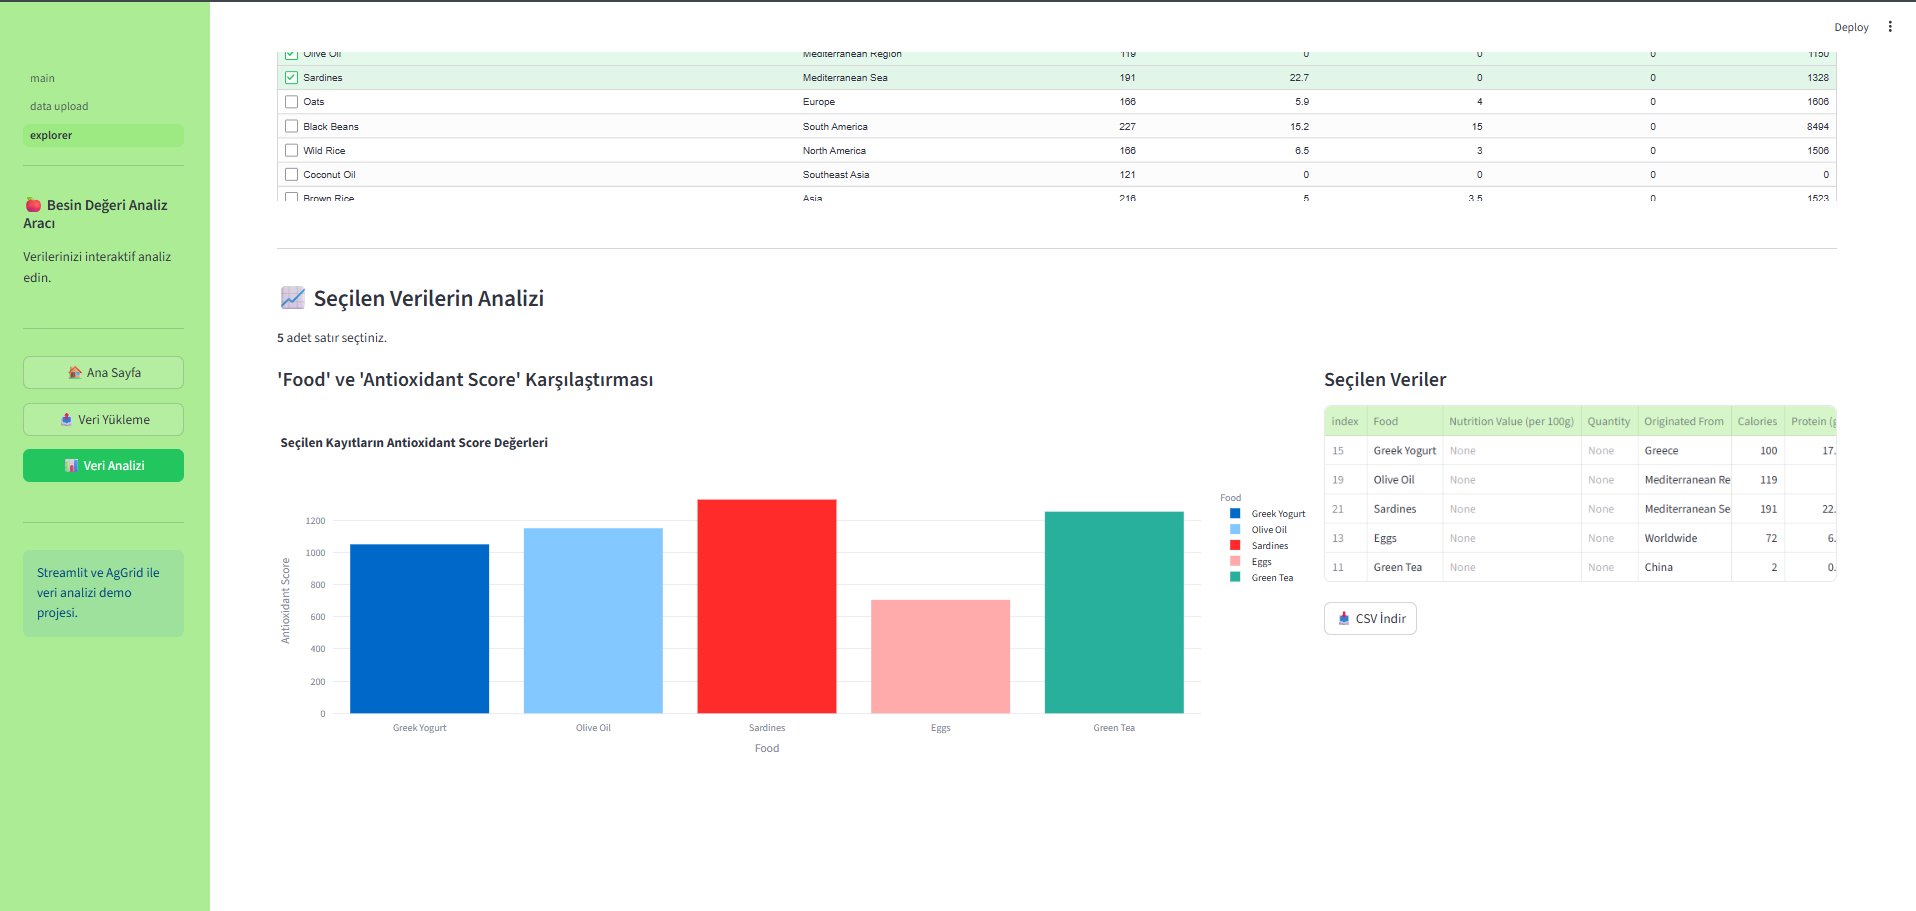 Deploy
main
data upload
explorer
🍎 Besin Değeri Analiz
Aracı
Verilerinizi interaktif analiz
edin.
🏠 Ana Sayfa
📤 Veri Yükleme
📊 Veri Analizi
Streamlit ve AgGrid ile
veri analizi demo
projesi.
Olive Oil Mediterranean Region 119 0 0 0 1150
Sardines Mediterranean Sea 191 22.7 0 0 1328
Oats Europe 166 5.9 4 0 1606
Black Beans South America 227 15.2 15 0 8494
Wild Rice North America 166 6.5 3 0 1506
Coconut Oil Southeast Asia 121 0 0 0 0
Brown Rice Asia 216 5 3.5 0 1523
📈 Seçilen Verilerin Analizi
5 adet satır seçtiniz.
'Food' ve 'Antioxidant Score' Karşılaştırması
Seçilen Kayıtların Antioxidant Score Değerleri
Antioxidant Score
1200
1000
800
600
400
200
0
Greek Yogurt Olive Oil Sardines Eggs Green Tea
Food
Food
Greek Yogurt
Olive Oil
Sardines
Eggs
Green Tea
Seçilen Veriler
index Food Nutrition Value (per 100g) Quantity Originated From Calories Protein (g
15 Greek Yogurt None None Greece 100 17.
19 Olive Oil None None Mediterranean Re 119
21 Sardines None None Mediterranean Se 191 22.
13 Eggs None None Worldwide 72 6.
11 Green Tea None None China 2 0.
📥 CSV İndir